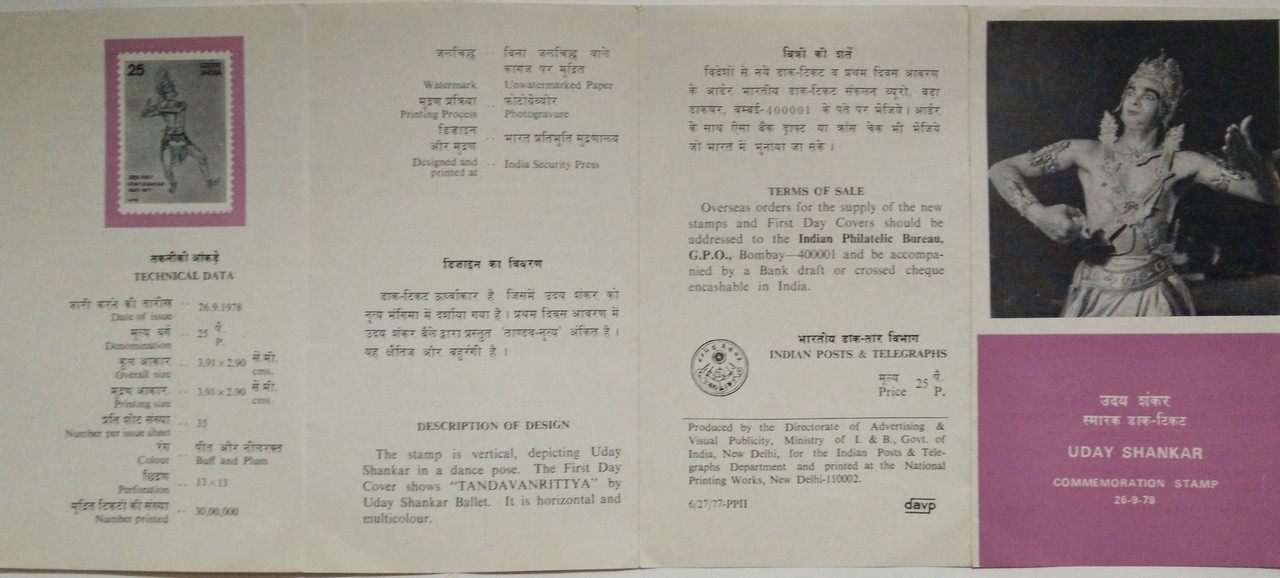 25
INDIA
तकनीकी आंकड़े
TECHNICAL DATA
जारी करने की तारीख ·· 26.9.1978
Date of issue
मूल्य वर्ग ·· 25 पै.
Denomination P.
कुल आकार ·· 3.91 × 2.90 सें.मी.
Overall size cms.
मुद्रण आकार ·· 3.91 × 2.90 सें.मी.
Printing size cms.
प्रति शीट संख्या ·· 35
Number per issue sheet
रंग ·· पीत और नीलरक्त
Colour Buff and Plum
छिद्रण ·· 13 × 13
Perforation
मुद्रित टिकटों की संख्या ·· 30,00,000
Number printed
जलचिह्न ·· बिना जलचिह्न वाले
कागज पर मुद्रित
Watermark Unwatermarked Paper
मुद्रण प्रक्रिया ·· फोटोग्रेव्योर
Printing Process Photogravure
डिजाइन
और मुद्रण ·· भारत प्रतिभूति मुद्रणालय
Designed and ·· India Security Press
printed at
डिजाइन का विवरण
डाक-टिकट ऊर्ध्वाकार है जिसमें उदय शंकर को
नृत्य भंगिमा में दर्शाया गया है। प्रथम दिवस आवरण में
उदय शंकर बैले द्वारा प्रस्तुत 'ताण्डव-नृत्य' अंकित है।
यह क्षैतिज और बहुरंगी है।
DESCRIPTION OF DESIGN
The stamp is vertical, depicting Uday
Shankar in a dance pose. The First Day
Cover shows "TANDAVANRITTYA" by
Uday Shankar Ballet. It is horizontal and
multicolour.
बिक्री की शर्तें
विदेशों से नये डाक-टिकट व प्रथम दिवस आवरण
के आर्डर भारतीय डाक-टिकट संकलन ब्यूरो, बड़ा
डाकघर, बम्बई-400001 के पते पर भेजिये। आर्डर
के साथ ऐसा बैंक ड्राफ्ट या क्रॉस चेक भी भेजिये
जो भारत में भुनाया जा सके।
TERMS OF SALE
Overseas orders for the supply of the new
stamps and First Day Covers should be
addressed to the Indian Philatelic Bureau,
G.P.O., Bombay—400001 and be accompa-
nied by a Bank draft or crossed cheque
encashable in India.
भारतीय डाक-तार विभाग
INDIAN POSTS & TELEGRAPHS
मूल्य 25 पै.
Price P.
Produced by the Directorate of Advertising &
Visual Publicity, Ministry of I. & B., Govt. of
India, New Delhi, for the Indian Posts & Tele-
graphs Department and printed at the National
Printing Works, New Delhi-110002.
6/27/77-PPII
davp
उदय शंकर
स्मारक डाक-टिकट
UDAY SHANKAR
COMMEMORATION STAMP
26-9-78